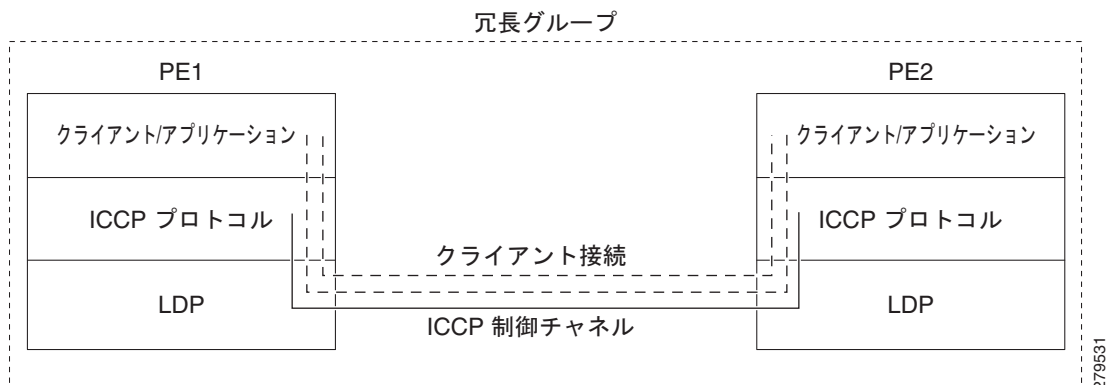 冗長グループ
PE1
PE2
クライアント/アプリケーション
クライアント/アプリケーション
ICCP プロトコル
ICCP プロトコル
クライアント接続
LDP
LDP
ICCP 制御チャネル
279531